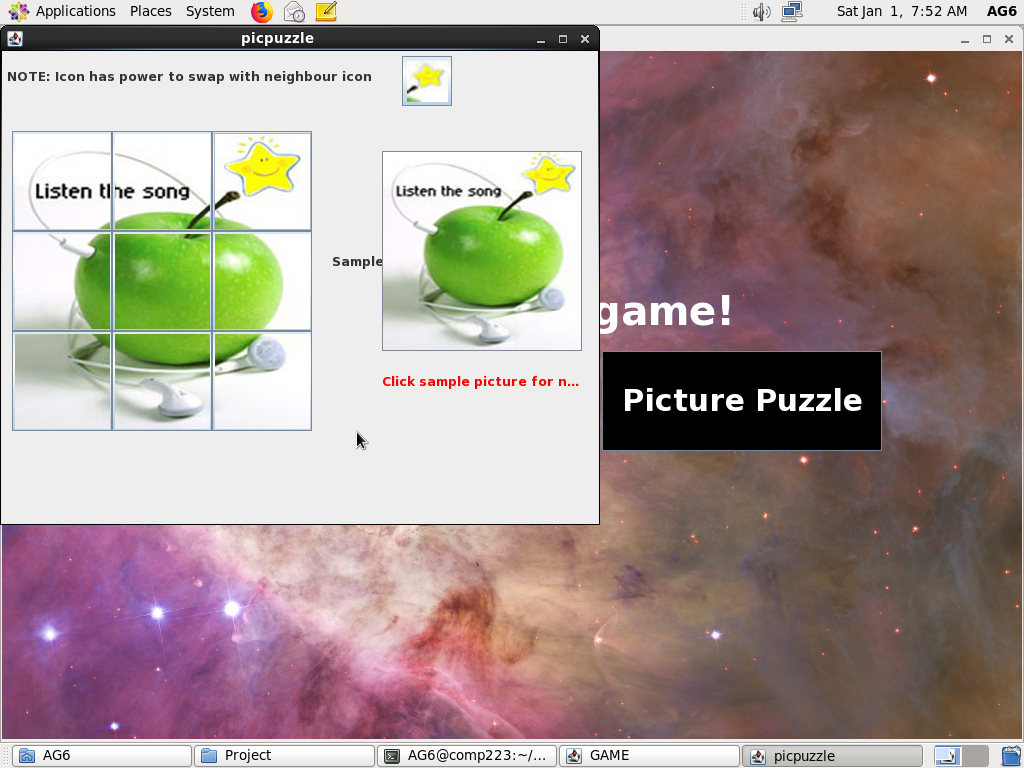 Applications Places System Sat Jan 1, 7:52 AM AG6
picpuzzle
NOTE: Icon has power to swap with neighbour icon
Listen the song
Sample
Listen the song
Click sample picture for n...
game!
Picture Puzzle
AG6 Project AG6@comp223:~/... GAME picpuzzle